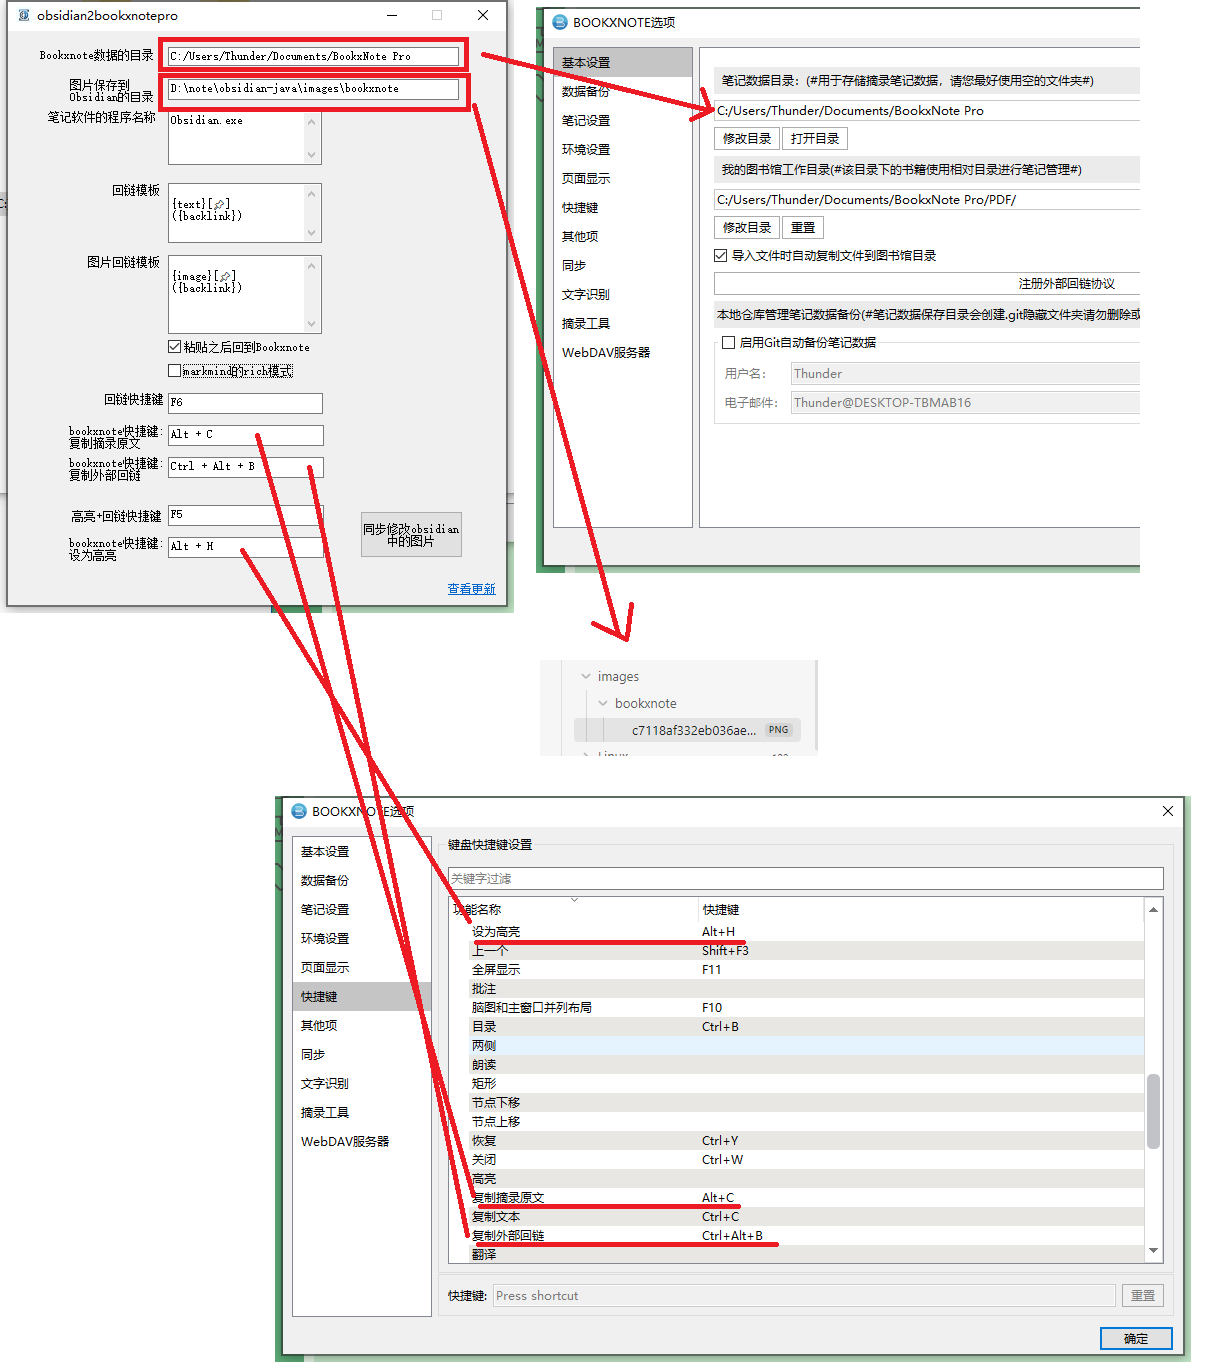 obsidian2bookxnotepro
Bookxnote数据的目录
C:/Users/Thunder/Documents/BookxNote Pro
图片保存到
Obsidian的目录
D:\note\obsidian-java\images\bookxnote
笔记软件的程序名称
Obsidian.exe
回链模板
{text}[📌]
({backlink})
图片回链模板
{image}[📌]
({backlink})
粘贴之后回到Bookxnote
markmind的rich模式
回链快捷键
F6
bookxnote快捷键:
复制摘录原文
Alt + C
bookxnote快捷键:
复制外部回链
Ctrl + Alt + B
高亮+回链快捷键
F5
bookxnote快捷键:
设为高亮
Alt + H
同步修改obsidian
中的图片
查看更新
BOOKXNOTE选项
基本设置
数据备份
笔记设置
环境设置
页面显示
快捷键
其他项
同步
文字识别
摘录工具
WebDAV服务器
笔记数据目录：(#用于存储摘录笔记数据，请您最好使用空的文件夹#)
C:/Users/Thunder/Documents/BookxNote Pro
修改目录
打开目录
我的图书馆工作目录(#该目录下的书籍使用相对目录进行笔记管理#)
C:/Users/Thunder/Documents/BookxNote Pro/PDF/
修改目录
重置
导入文件时自动复制文件到图书馆目录
注册外部回链协议
本地仓库管理笔记数据备份(#笔记数据保存目录会创建.git隐藏文件夹请勿删除或
启用Git自动备份笔记数据
用户名：
Thunder
电子邮件：
Thunder@DESKTOP-TBMAB16
images
bookxnote
c7118af332eb036ae...
PNG
BOOKXNOTE选项
基本设置
数据备份
笔记设置
环境设置
页面显示
快捷键
其他项
同步
文字识别
摘录工具
WebDAV服务器
键盘快捷键设置
关键字过滤
功能名称
快捷键
设为高亮 Alt+H
上一个 Shift+F3
全屏显示 F11
批注
脑图和主窗口并列布局 F10
目录 Ctrl+B
两侧
朗读
矩形
节点下移
节点上移
恢复 Ctrl+Y
关闭 Ctrl+W
高亮
复制摘录原文 Alt+C
复制文本 Ctrl+C
复制外部回链 Ctrl+Alt+B
翻译
快捷键:
Press shortcut
重置
确定